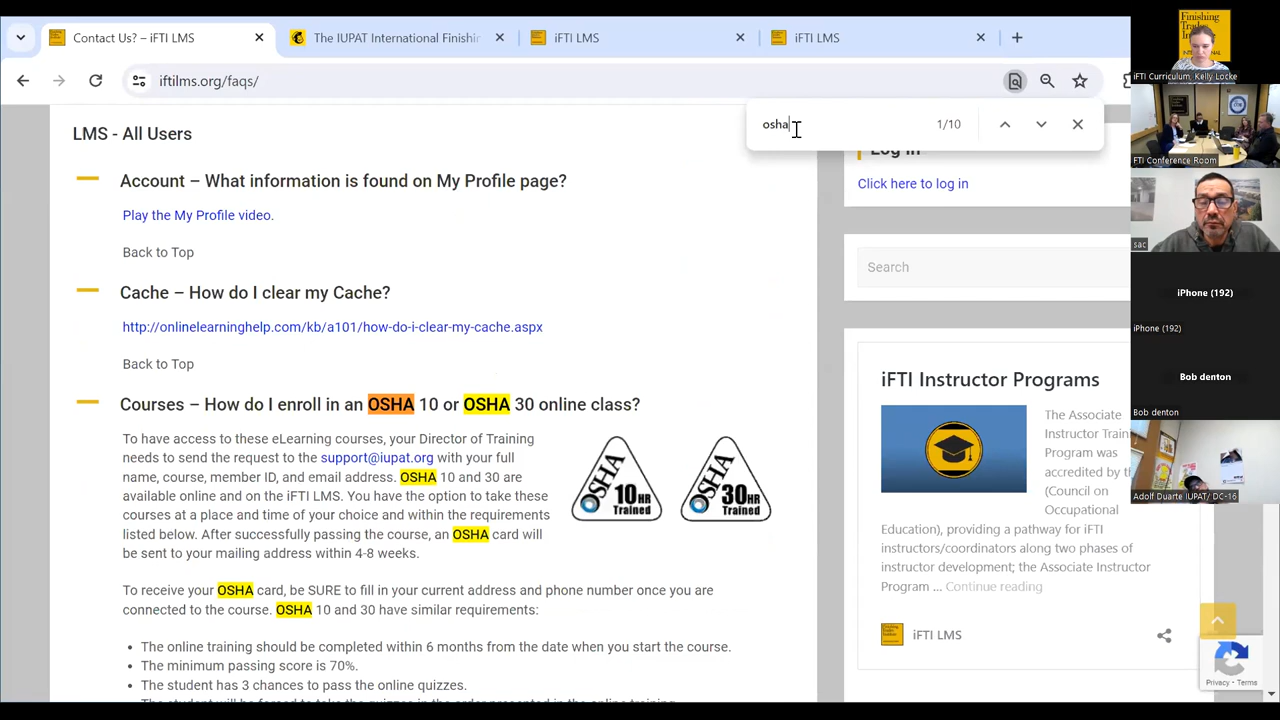 Contact Us? – iFTI LMS
The IUPAT International Finishi
iFTI LMS
iFTI LMS
iftilms.org/faqs/
osha
1/10
LMS - All Users
Account – What information is found on My Profile page?
Play the My Profile video.
Back to Top
Cache – How do I clear my Cache?
http://onlinelearninghelp.com/kb/a101/how-do-i-clear-my-cache.aspx
Back to Top
Courses – How do I enroll in an OSHA 10 or OSHA 30 online class?
To have access to these eLearning courses, your Director of Training
needs to send the request to the support@iupat.org with your full
name, course, member ID, and email address. OSHA 10 and 30 are
available online and on the iFTI LMS. You have the option to take these
courses at a place and time of your choice and within the requirements
listed below. After successfully passing the course, an OSHA card will
be sent to your mailing address within 4-8 weeks.
OSHA
10HR
Trained
OSHA
30HR
Trained
To receive your OSHA card, be SURE to fill in your current address and phone number once you are
connected to the course. OSHA 10 and 30 have similar requirements:
• The online training should be completed within 6 months from the date when you start the course.
• The minimum passing score is 70%.
• The student has 3 chances to pass the online quizzes.
Log in
Click here to log in
Search
iFTI Instructor Programs
The Associate
Instructor Train
Program was
accredited by t
(Council on
Occupational
Education), providing a pathway for iFTI
instructors/coordinators along two phases of
instructor development; the Associate Instructor
Program ... Continue reading
iFTI LMS
Privacy - Terms
Finishing
Trades
iFTI Curriculum, Kelly Locke
FTI Conference Room
sac
iPhone (192)
iPhone (192)
Bob denton
Bob denton
Adolf Duarte IUPAT/ DC-16